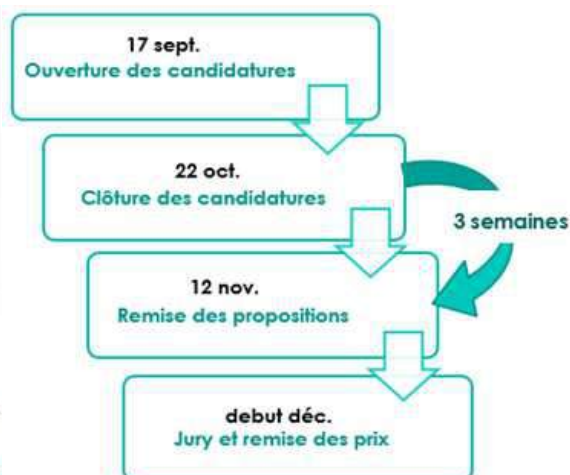 17 sept.
Ouverture des candidatures
22 oct.
Clôture des candidatures
3 semaines
12 nov.
Remise des propositions
debut déc.
Jury et remise des prix